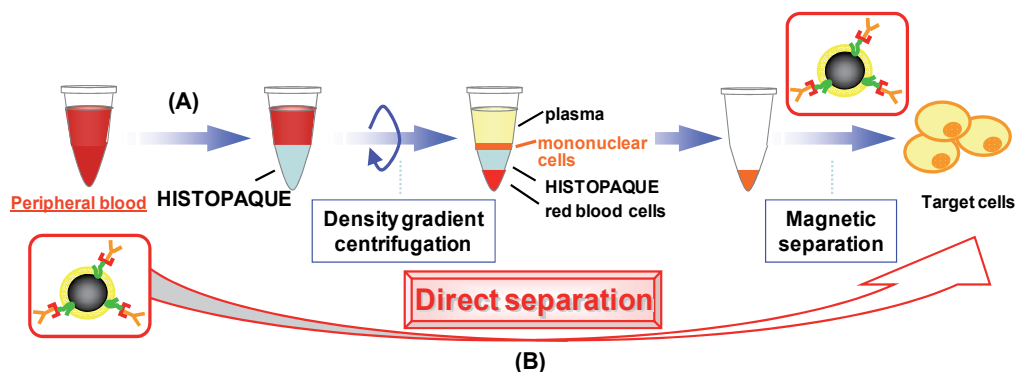 (A)
plasma
mononuclear
cells
HISTOPAQUE
red blood cells
Peripheral blood
HISTOPAQUE
Density gradient
centrifugation
Magnetic
separation
Target cells
Direct separation
(B)